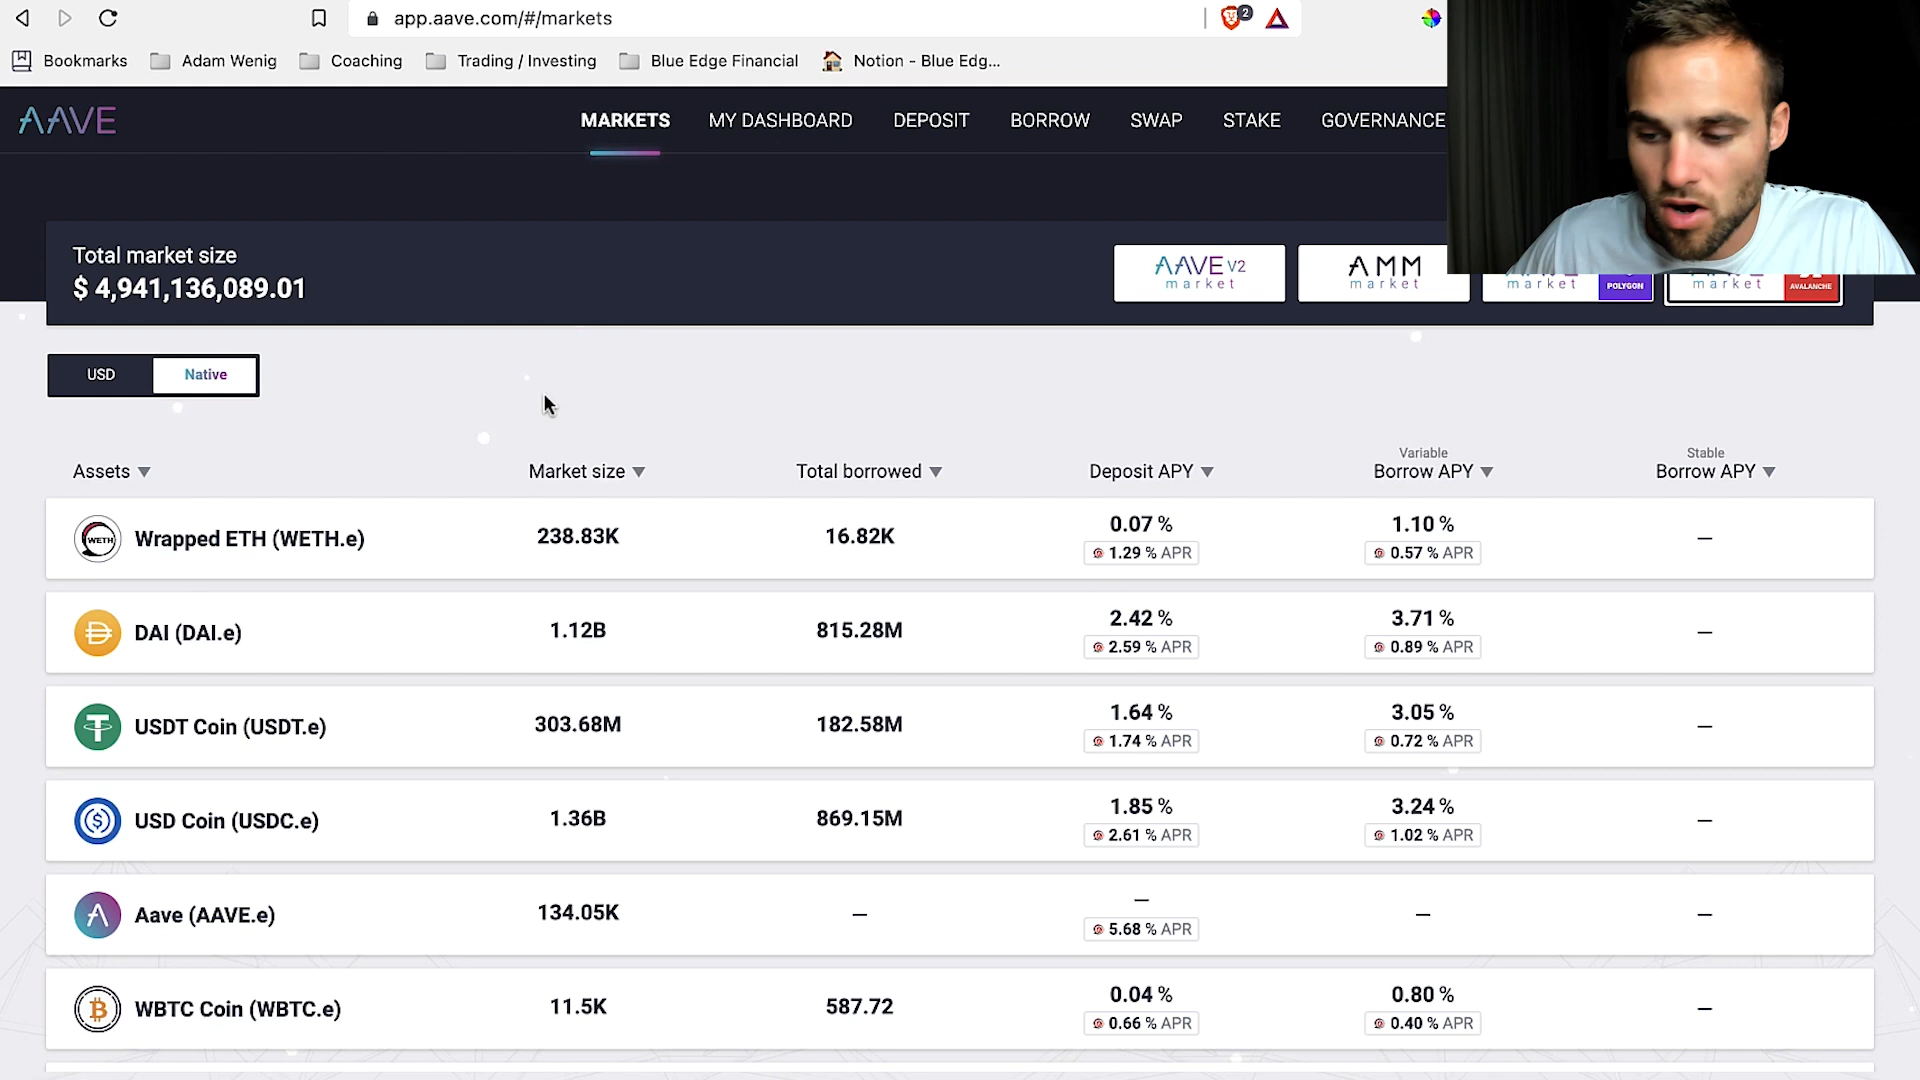 app.aave.com/#/markets
2
Bookmarks Adam Wenig Coaching Trading / Investing Blue Edge Financial Notion - Blue Edg...
AAVE MARKETS MY DASHBOARD DEPOSIT BORROW SWAP STAKE GOVERNANCE
Total market size
$ 4,941,136,089.01
AAVE V2 market
AMM market
market POLYGON
market AVALANCHE
USD Native
Variable Stable
Assets Market size Total borrowed Deposit APY Borrow APY Borrow APY
WETH Wrapped ETH (WETH.e) 238.83K 16.82K 0.07 % 1.10 % —
1.29 % APR 0.57 % APR
DAI (DAI.e) 1.12B 815.28M 2.42 % 3.71 % —
2.59 % APR 0.89 % APR
USDT Coin (USDT.e) 303.68M 182.58M 1.64 % 3.05 % —
1.74 % APR 0.72 % APR
USD Coin (USDC.e) 1.36B 869.15M 1.85 % 3.24 % —
2.61 % APR 1.02 % APR
Aave (AAVE.e) 134.05K — — — —
5.68 % APR
WBTC Coin (WBTC.e) 11.5K 587.72 0.04 % 0.80 % —
0.66 % APR 0.40 % APR